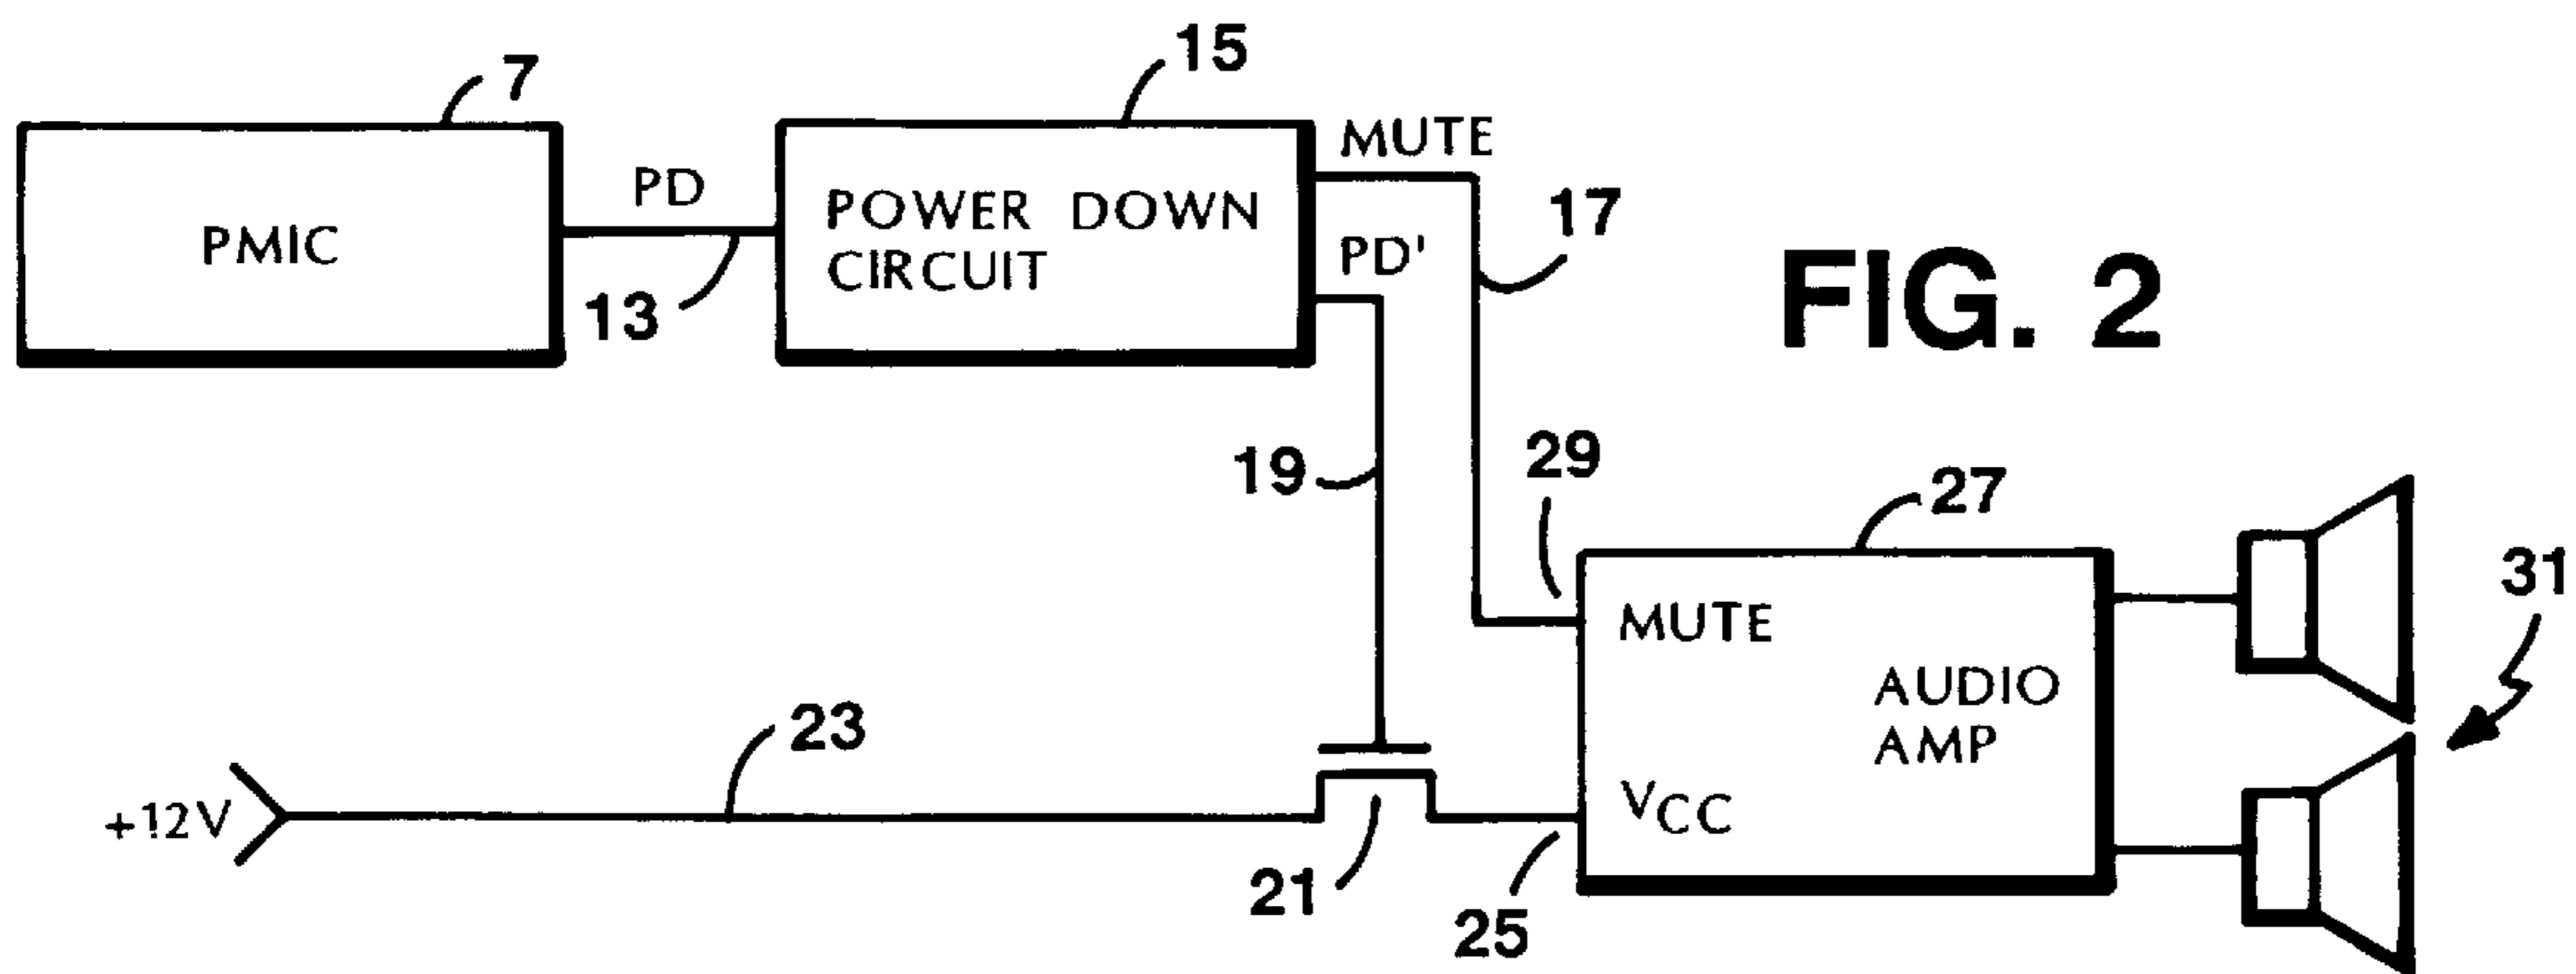 7
15
PMIC
PD
13
POWER DOWN
CIRCUIT
MUTE
PD'
17
FIG. 2
19
29
27
31
MUTE
AUDIO
AMP
VCC
+12V
23
21
25